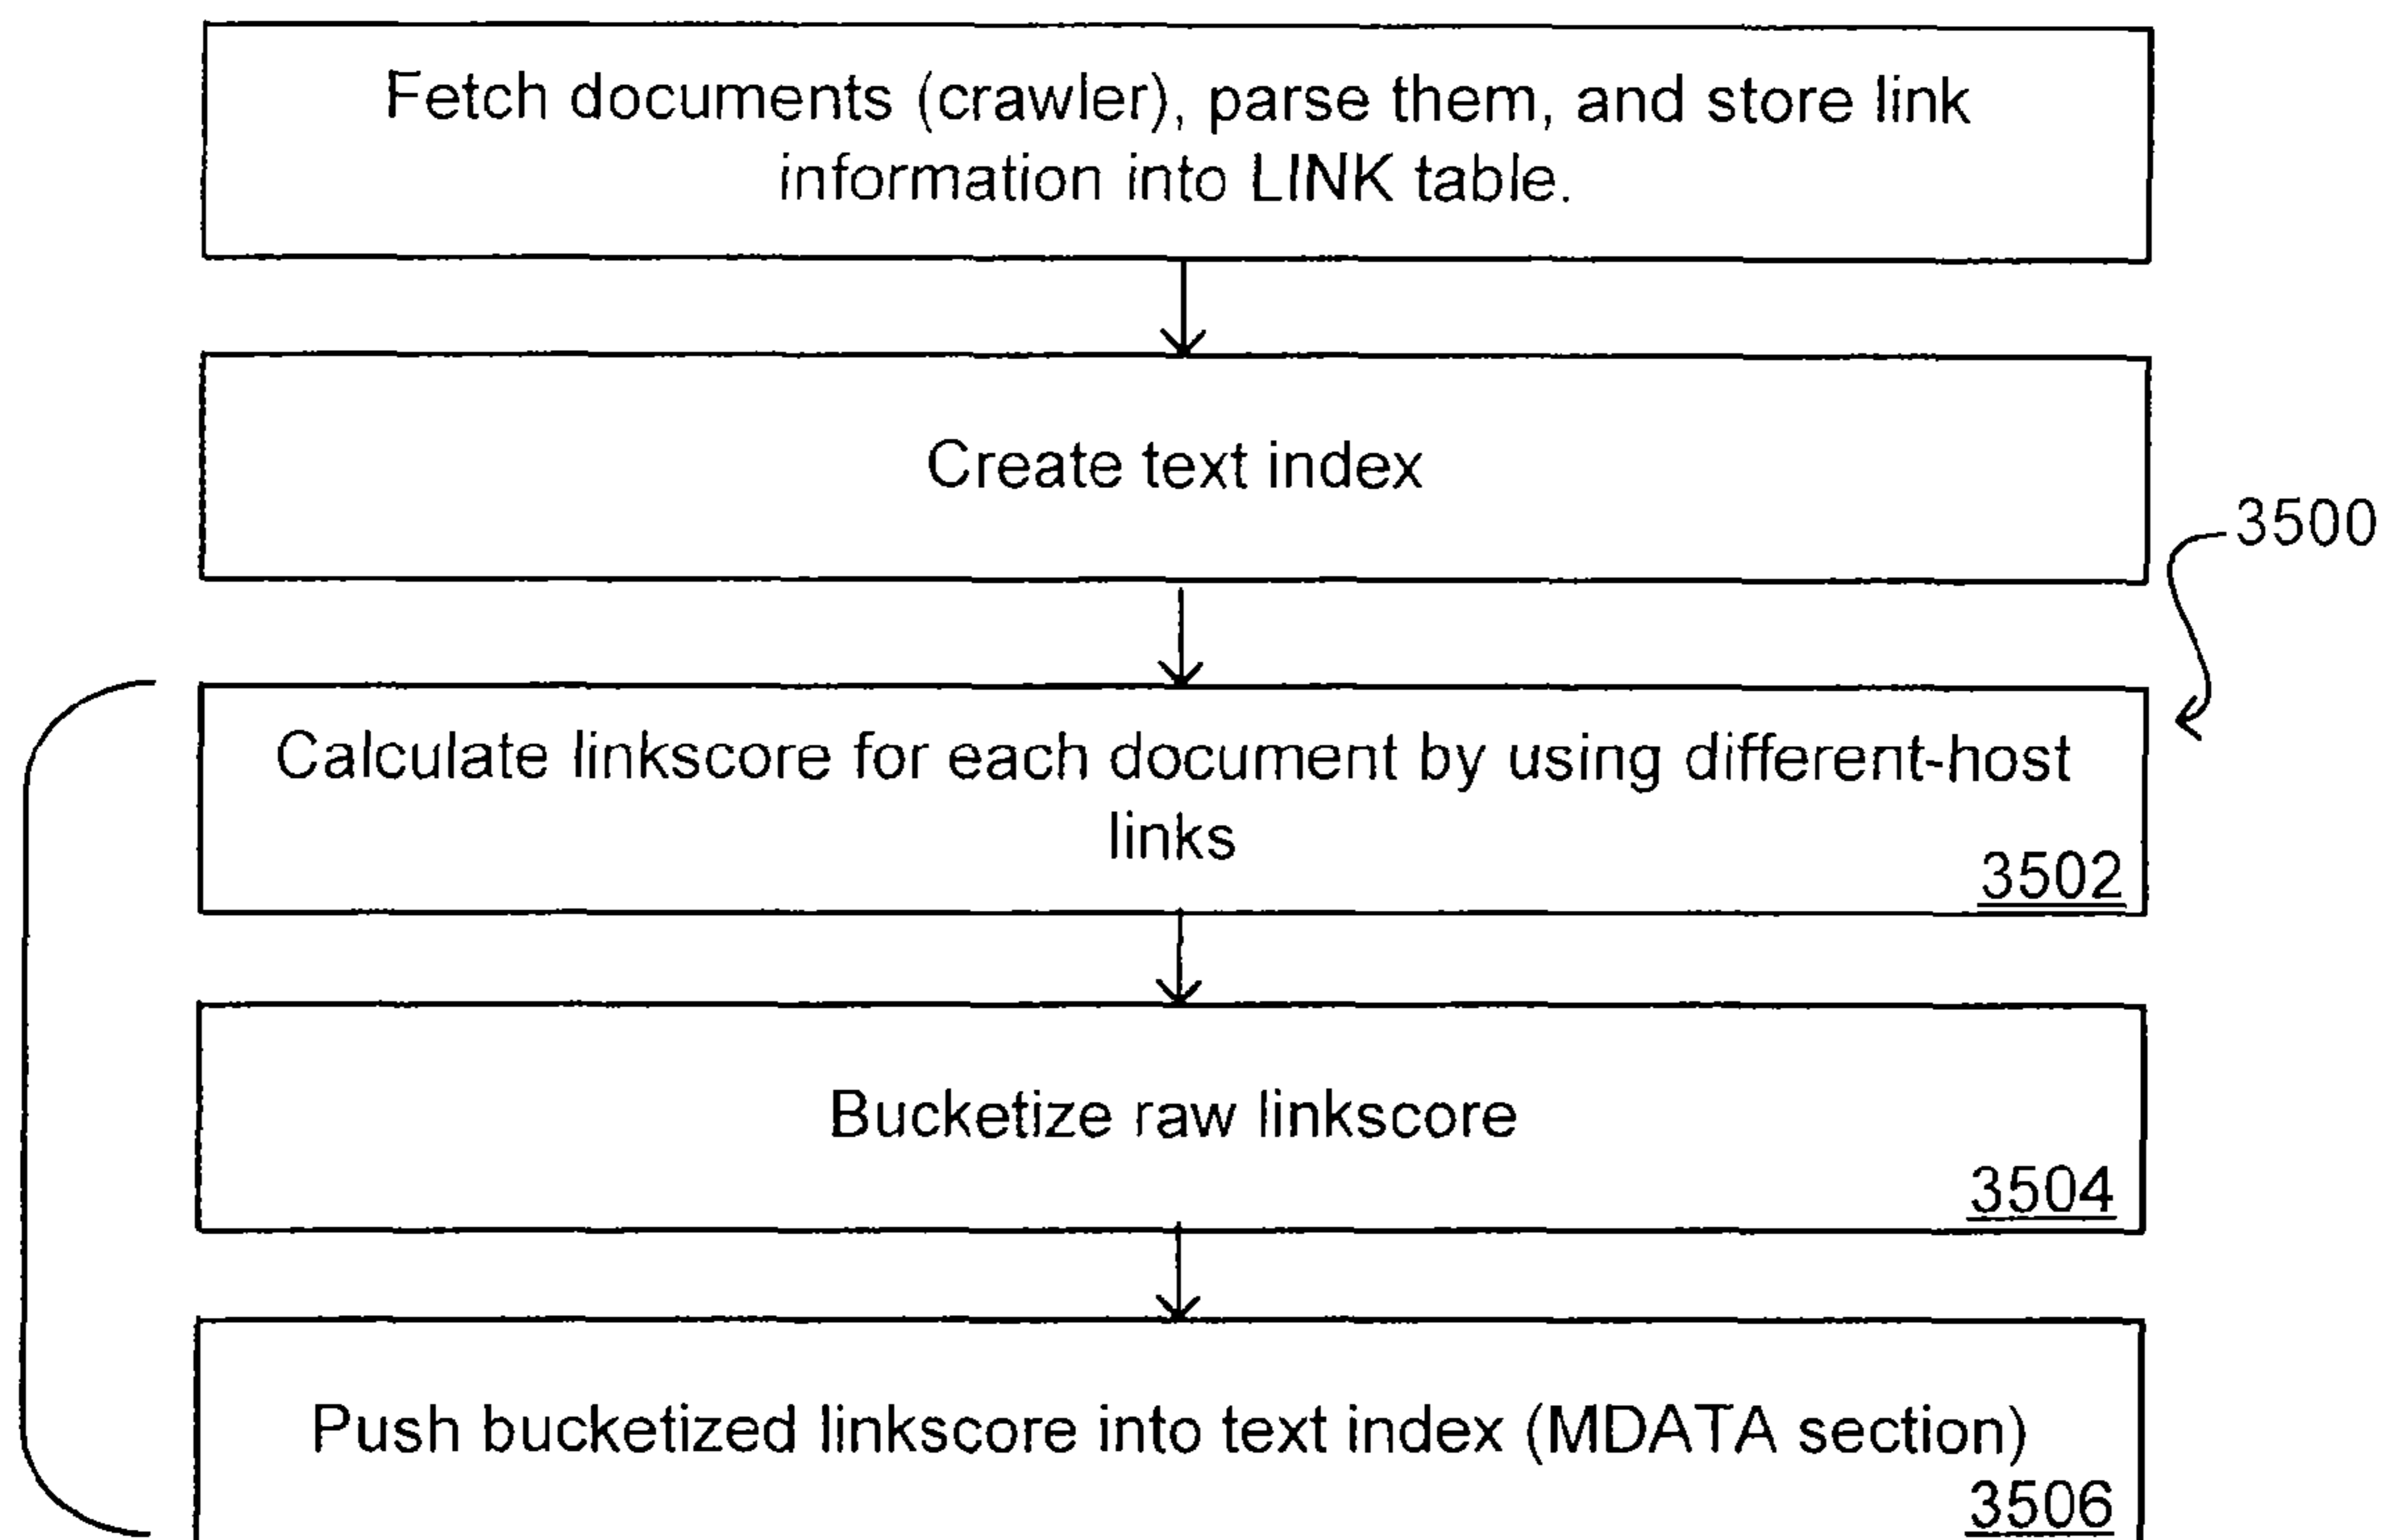 Fetch documents (crawler), parse them, and store link
information into LINK table.
Create text index
3500
Calculate linkscore for each document by using different-host
links
3502
Bucketize raw linkscore
3504
Push bucketized linkscore into text index (MDATA section)
3506